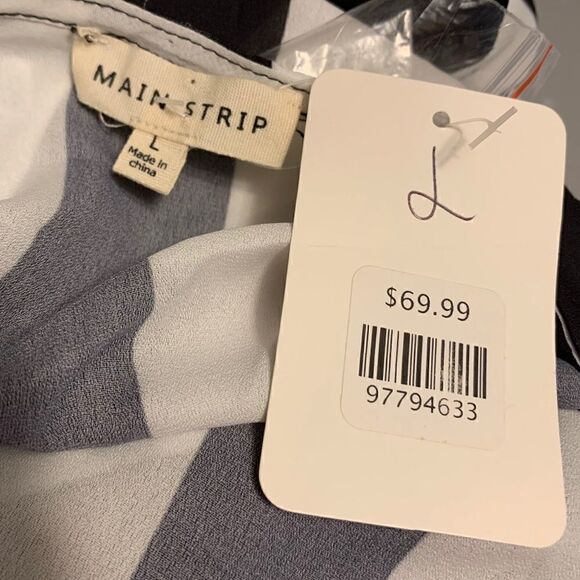 MAIN STRIP
L
Made in
china
L
$69.99
97794633